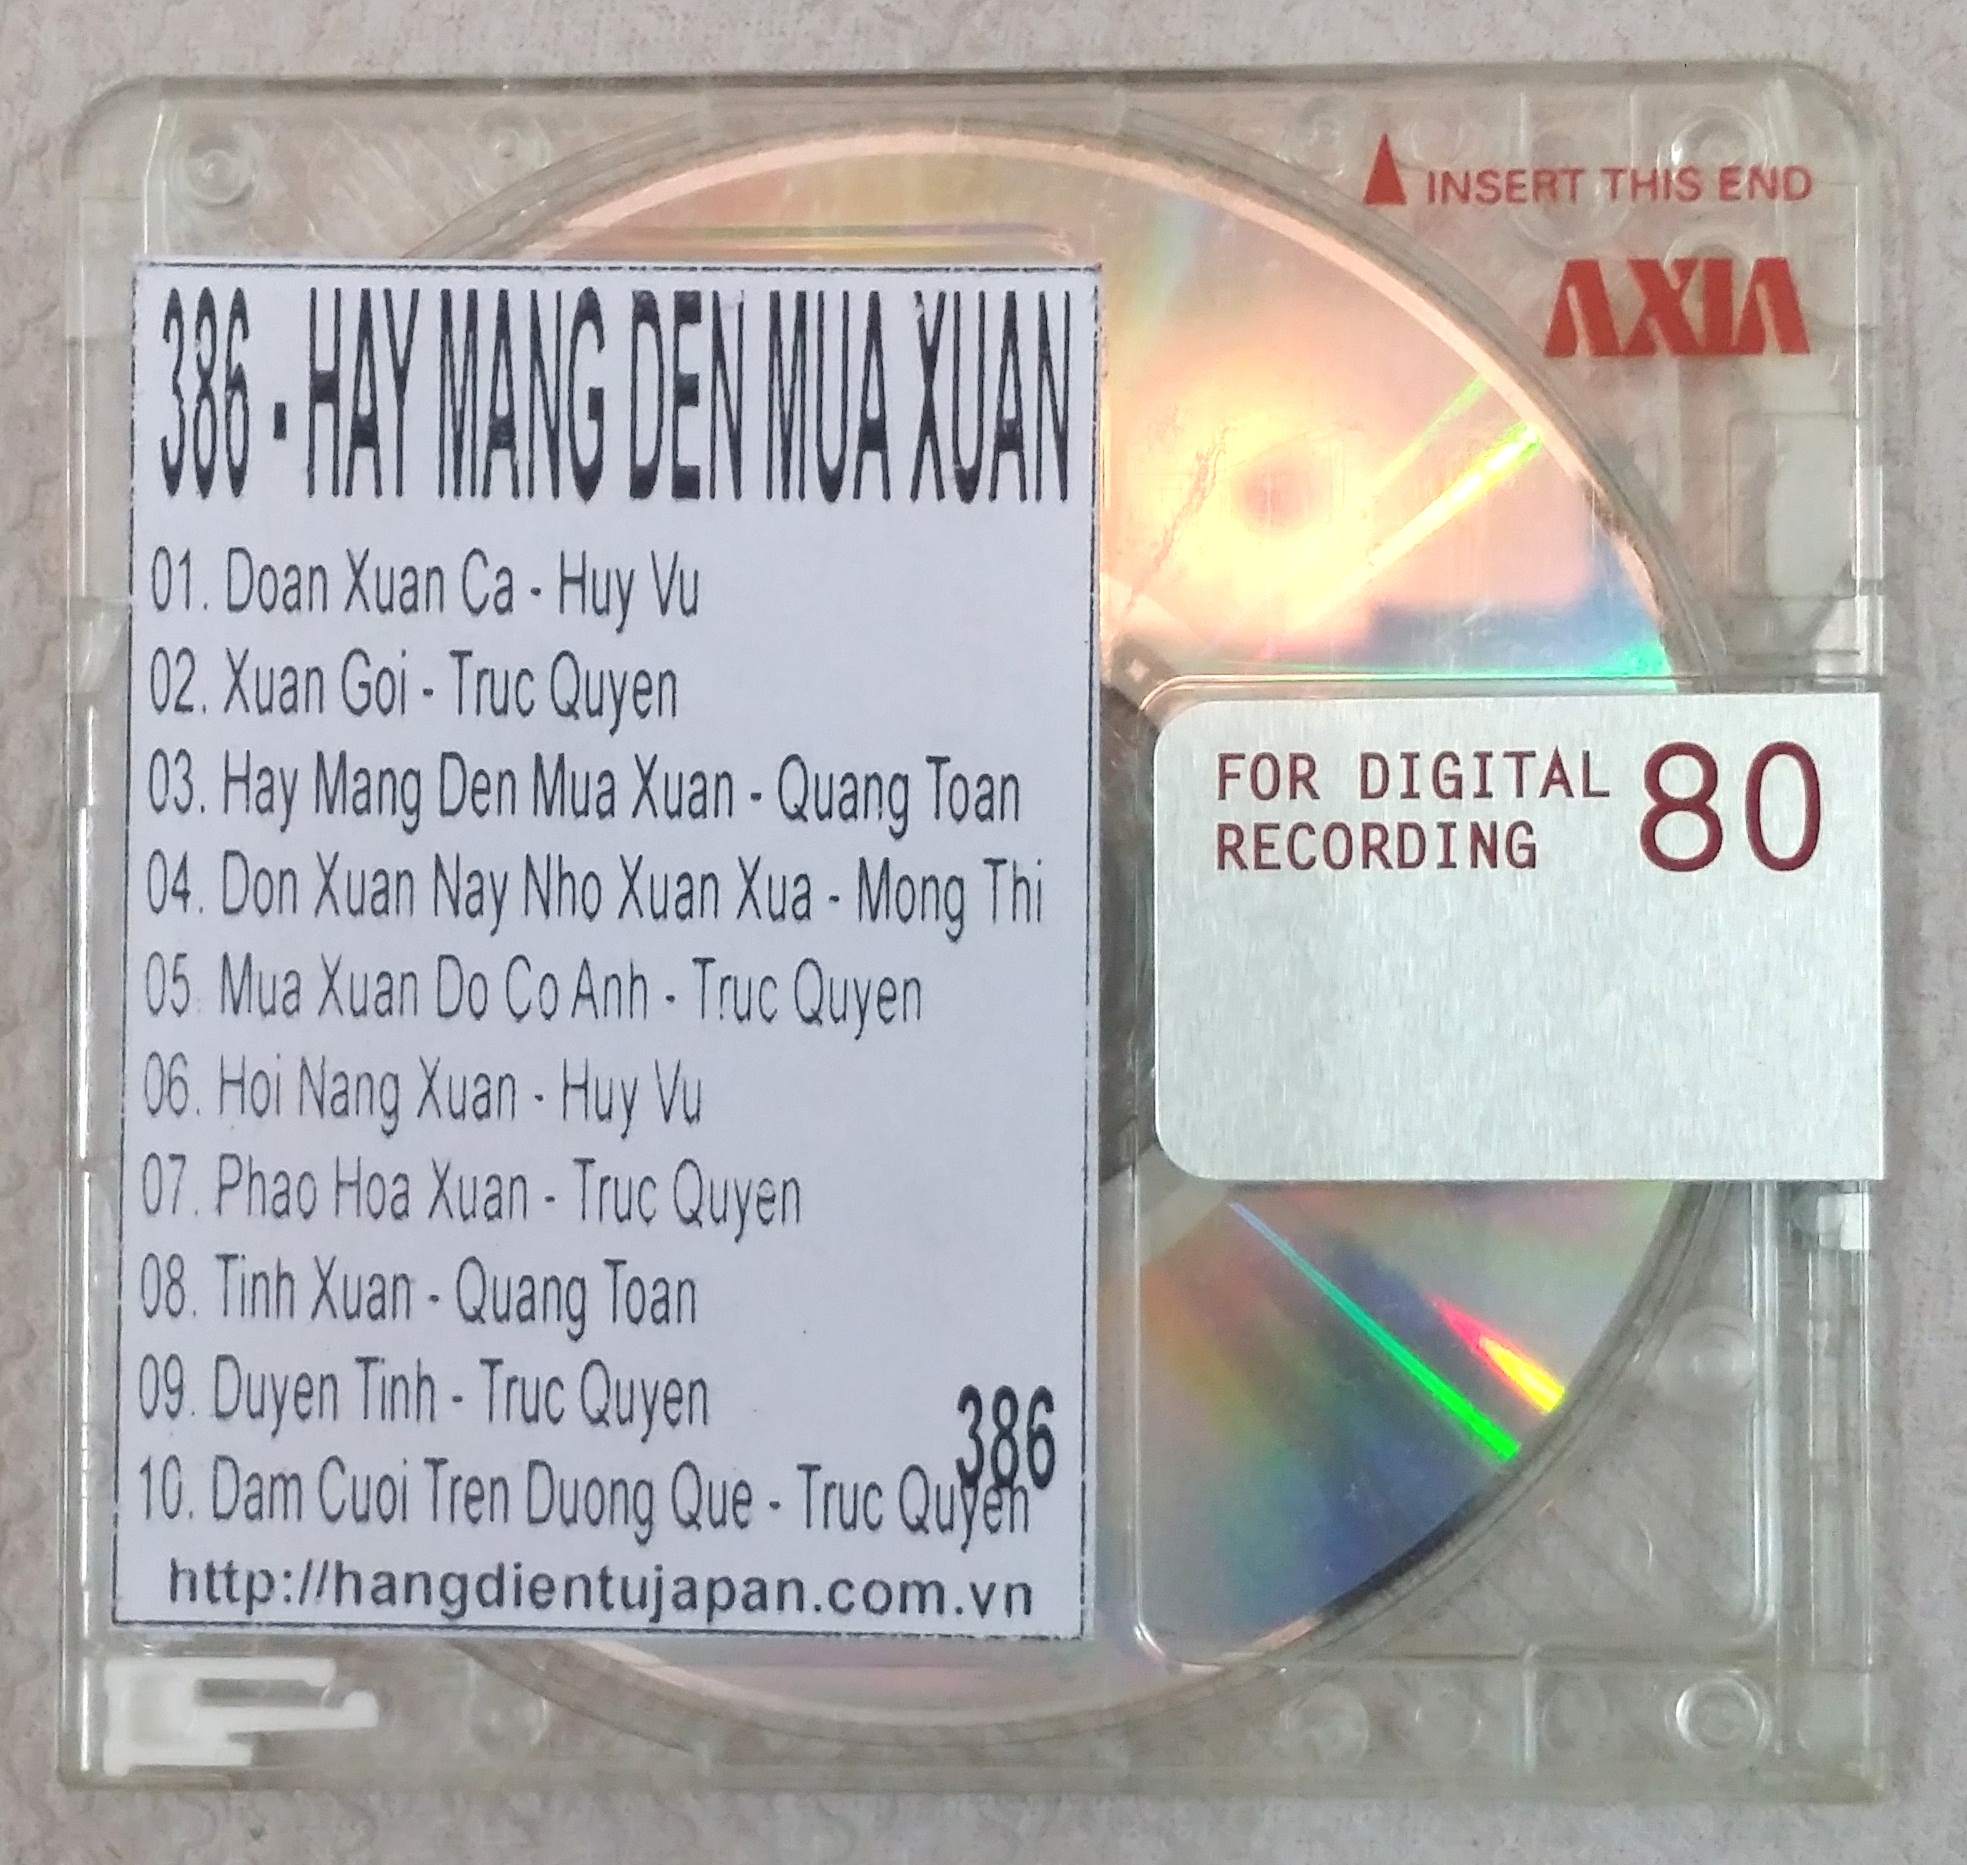 INSERT THIS END
AXIA
386 - HAY MANG DEN MUA XUAN
01. Doan Xuan Ca - Huy Vu
02. Xuan Goi - Truc Quyen
03. Hay Mang Den Mua Xuan - Quang Toan
04. Don Xuan Nay Nho Xuan Xua - Mong Thi
05. Mua Xuan Do Co Anh - Truc Quyen
06. Hoi Nang Xuan - Huy Vu
07. Phao Hoa Xuan - Truc Quyen
08. Tinh Xuan - Quang Toan
09. Duyen Tinh - Truc Quyen
386
10. Dam Cuoi Tren Duong Que - Truc Quyen
http://hangdientujapan.com.vn
FOR DIGITAL 80
RECORDING